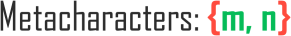 Metacharacters: {m, n}